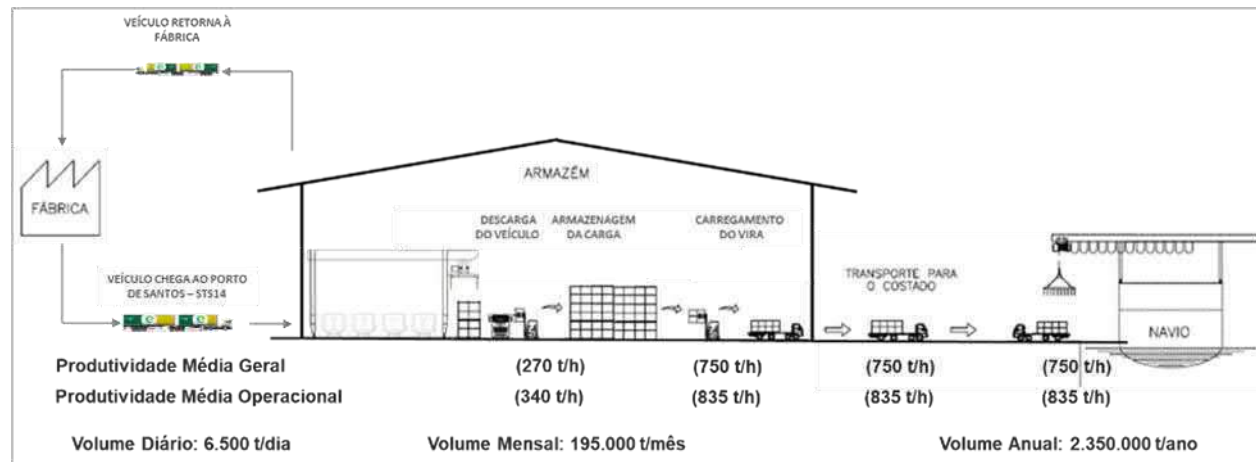 VEÍCULO RETORNA À
FÁBRICA
ARMAZÉM
FÁBRICA
DESCARGA
DO VEÍCULO
ARMAZENAGEM
DA CARGA
CARREGAMENTO
DO VIRA
VEÍCULO CHEGA AO PORTO
DE SANTOS – STS14
TRANSPORTE PARA
O COSTADO
NAVIO
Produtividade Média Geral (270 t/h) (750 t/h) (750 t/h) (750 t/h)
Produtividade Média Operacional (340 t/h) (835 t/h) (835 t/h) (835 t/h)
Volume Diário: 6.500 t/dia Volume Mensal: 195.000 t/mês Volume Anual: 2.350.000 t/ano